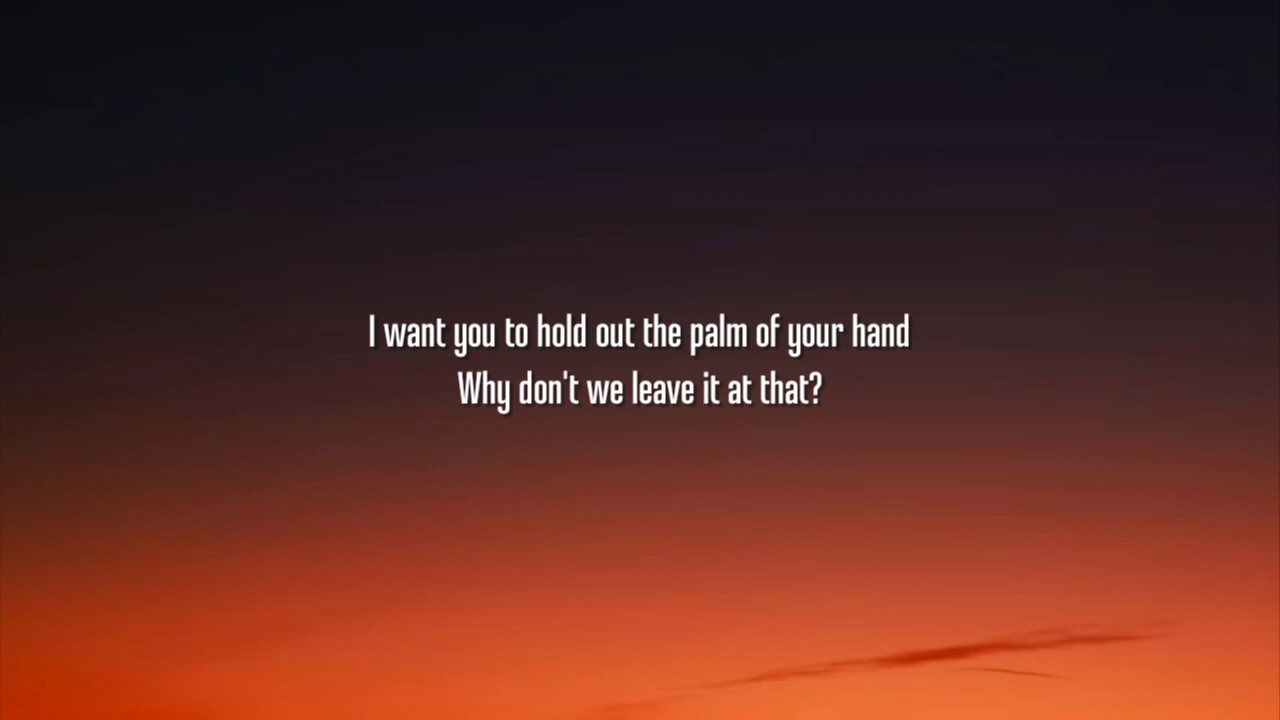 I want you to hold out the palm of your hand
Why don't we leave it at that?